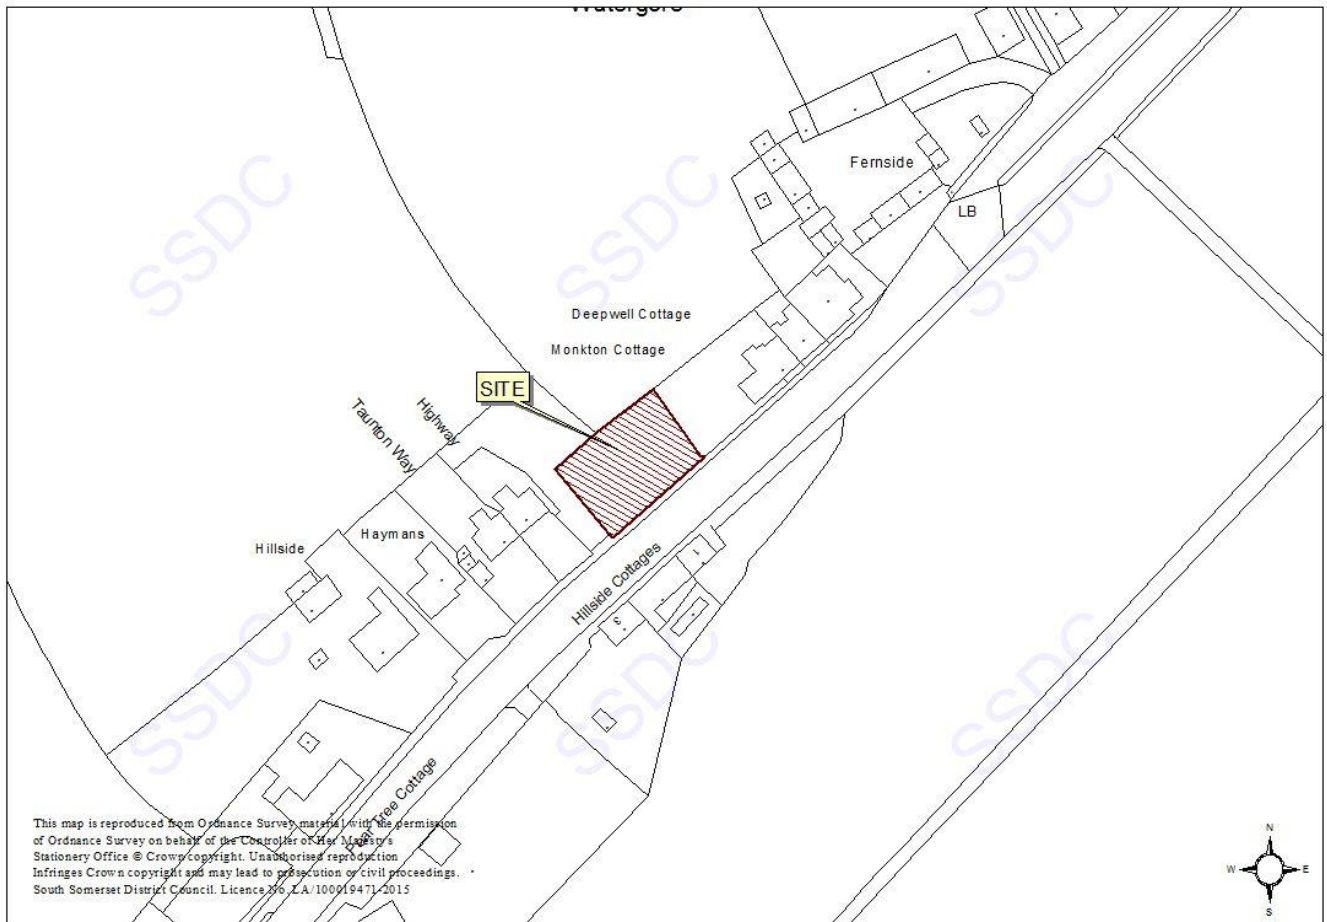 Watergore
SSDC
SSDC
SSDC
Fernside
LB
Deepwell Cottage
Monkton Cottage
SITE
Highway
Taunton Way
Haymans
Hillside
Hillside Cottages
1
3
SSDC
SSDC
SSDC
Pear Tree Cottage
This map is reproduced from Ordnance Survey material with the permission
of Ordnance Survey on behalf of the Controller of Her Majesty's
Stationery Office © Crown copyright. Unauthorised reproduction
Infringes Crown copyright and may lead to prosecution or civil proceedings.
South Somerset District Council. Licence No. LA/100019471-2015
N
W E
S